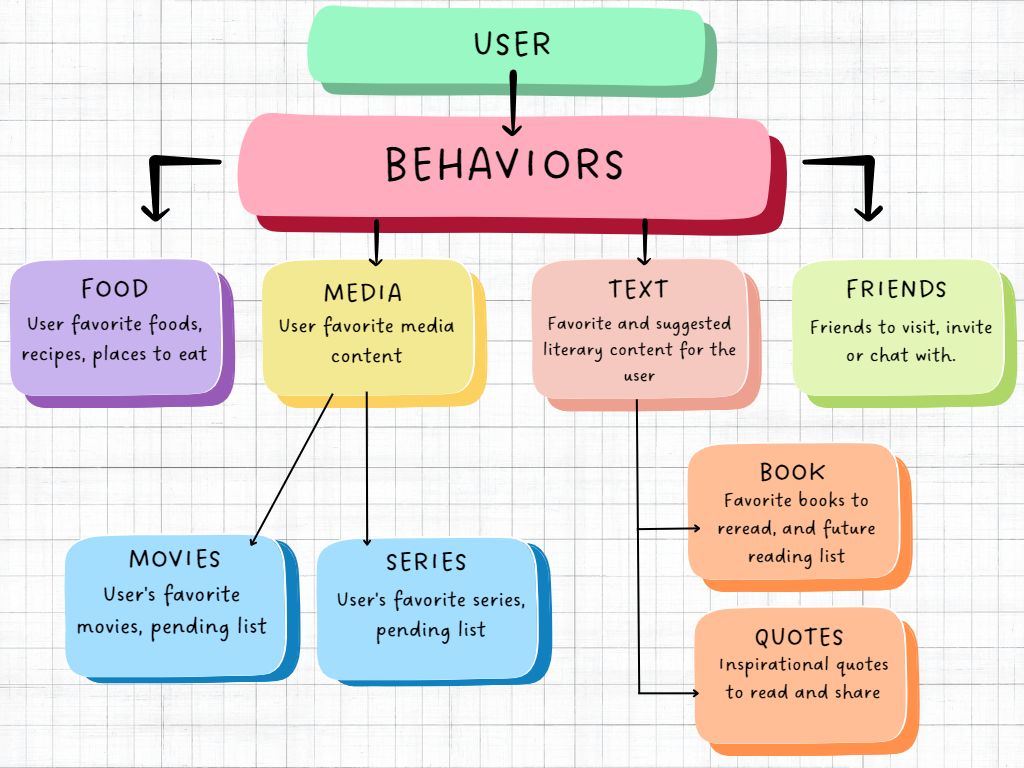 USER
BEHAVIORS
FOOD
User favorite foods,
recipes, places to eat
MEDIA
User favorite media
content
TEXT
Favorite and suggested
literary content for the
user
FRIENDS
Friends to visit, invite
or chat with.
MOVIES
User's favorite
movies, pending list
SERIES
User's favorite series,
pending list
BOOK
Favorite books to
reread, and future
reading list
QUOTES
Inspirational quotes
to read and share